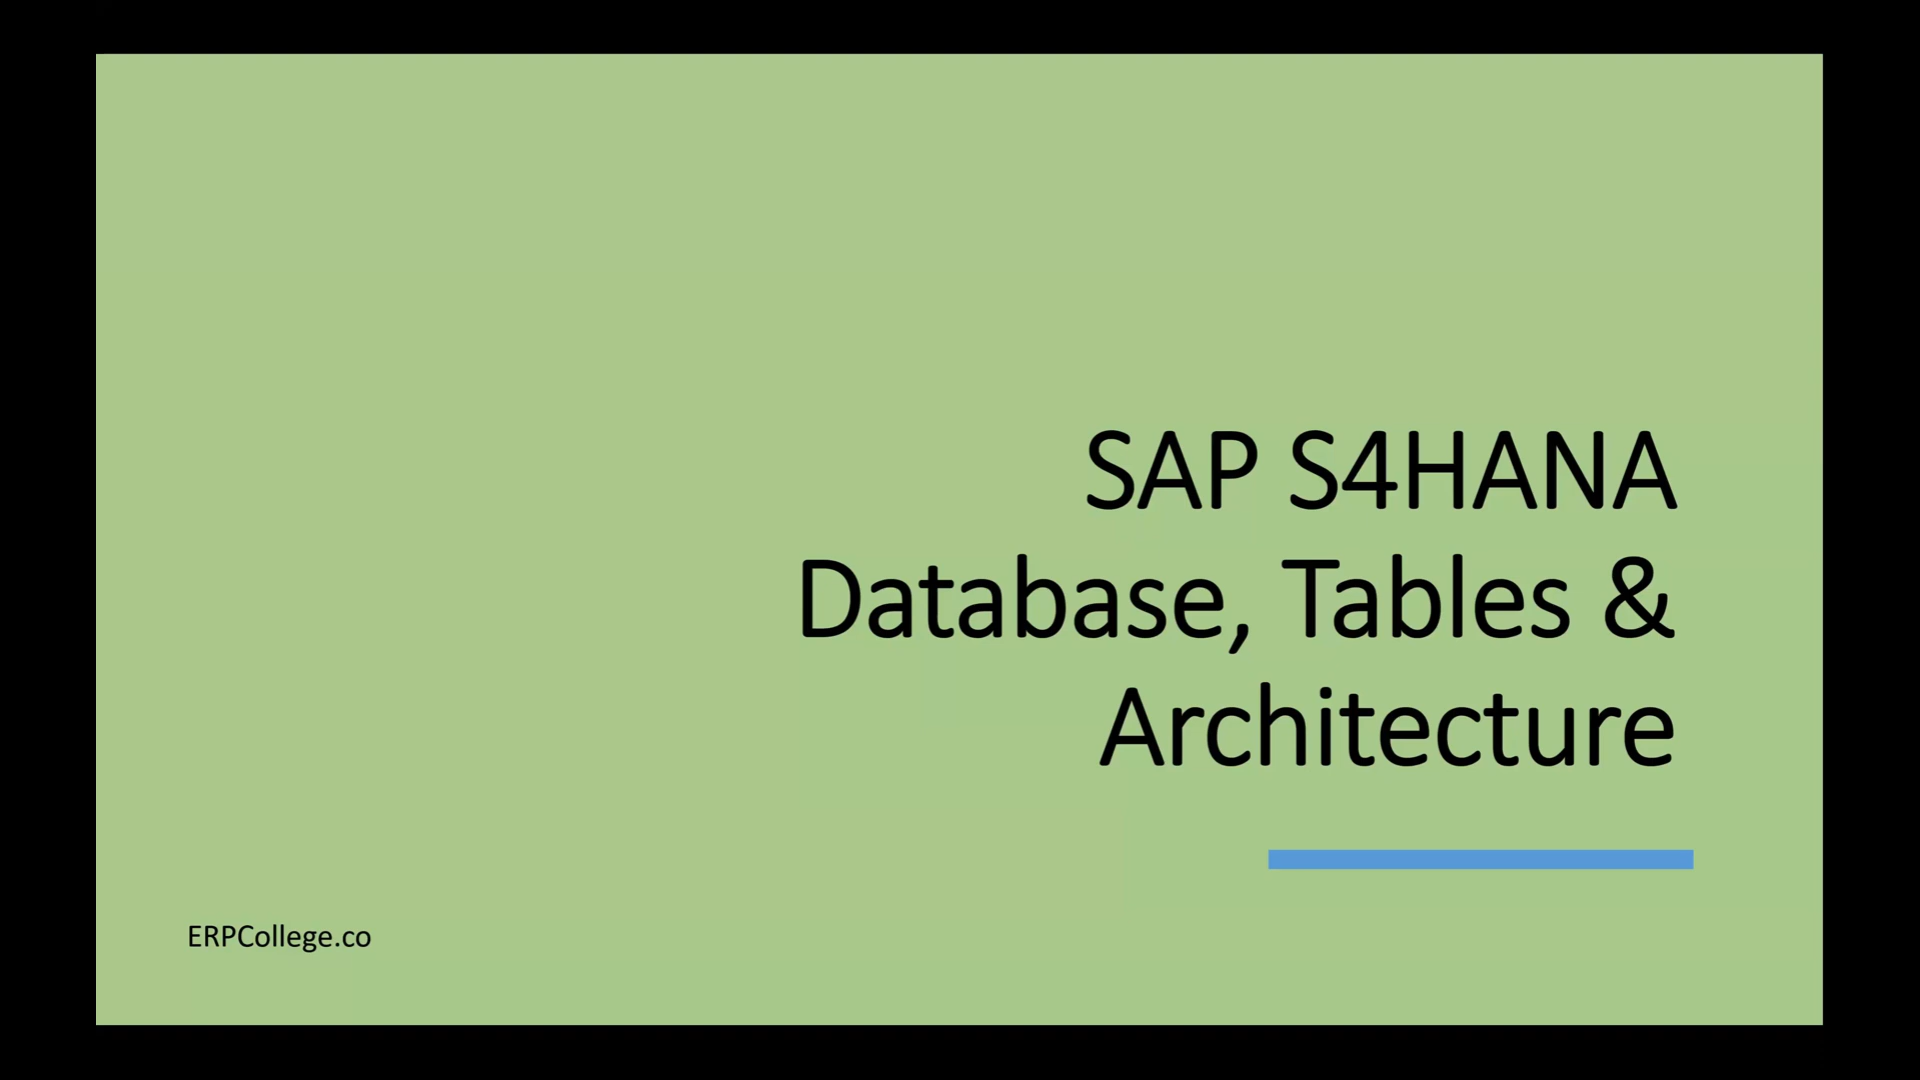 SAP S4HANA
Database, Tables &
Architecture
ERPCollege.co